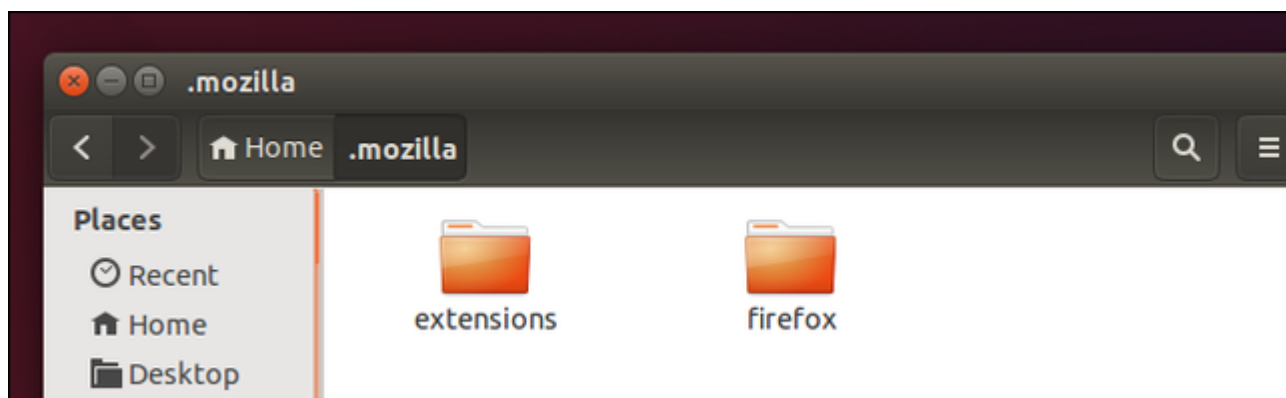 .mozilla
Home .mozilla
Places
Recent
Home
Desktop
extensions
firefox